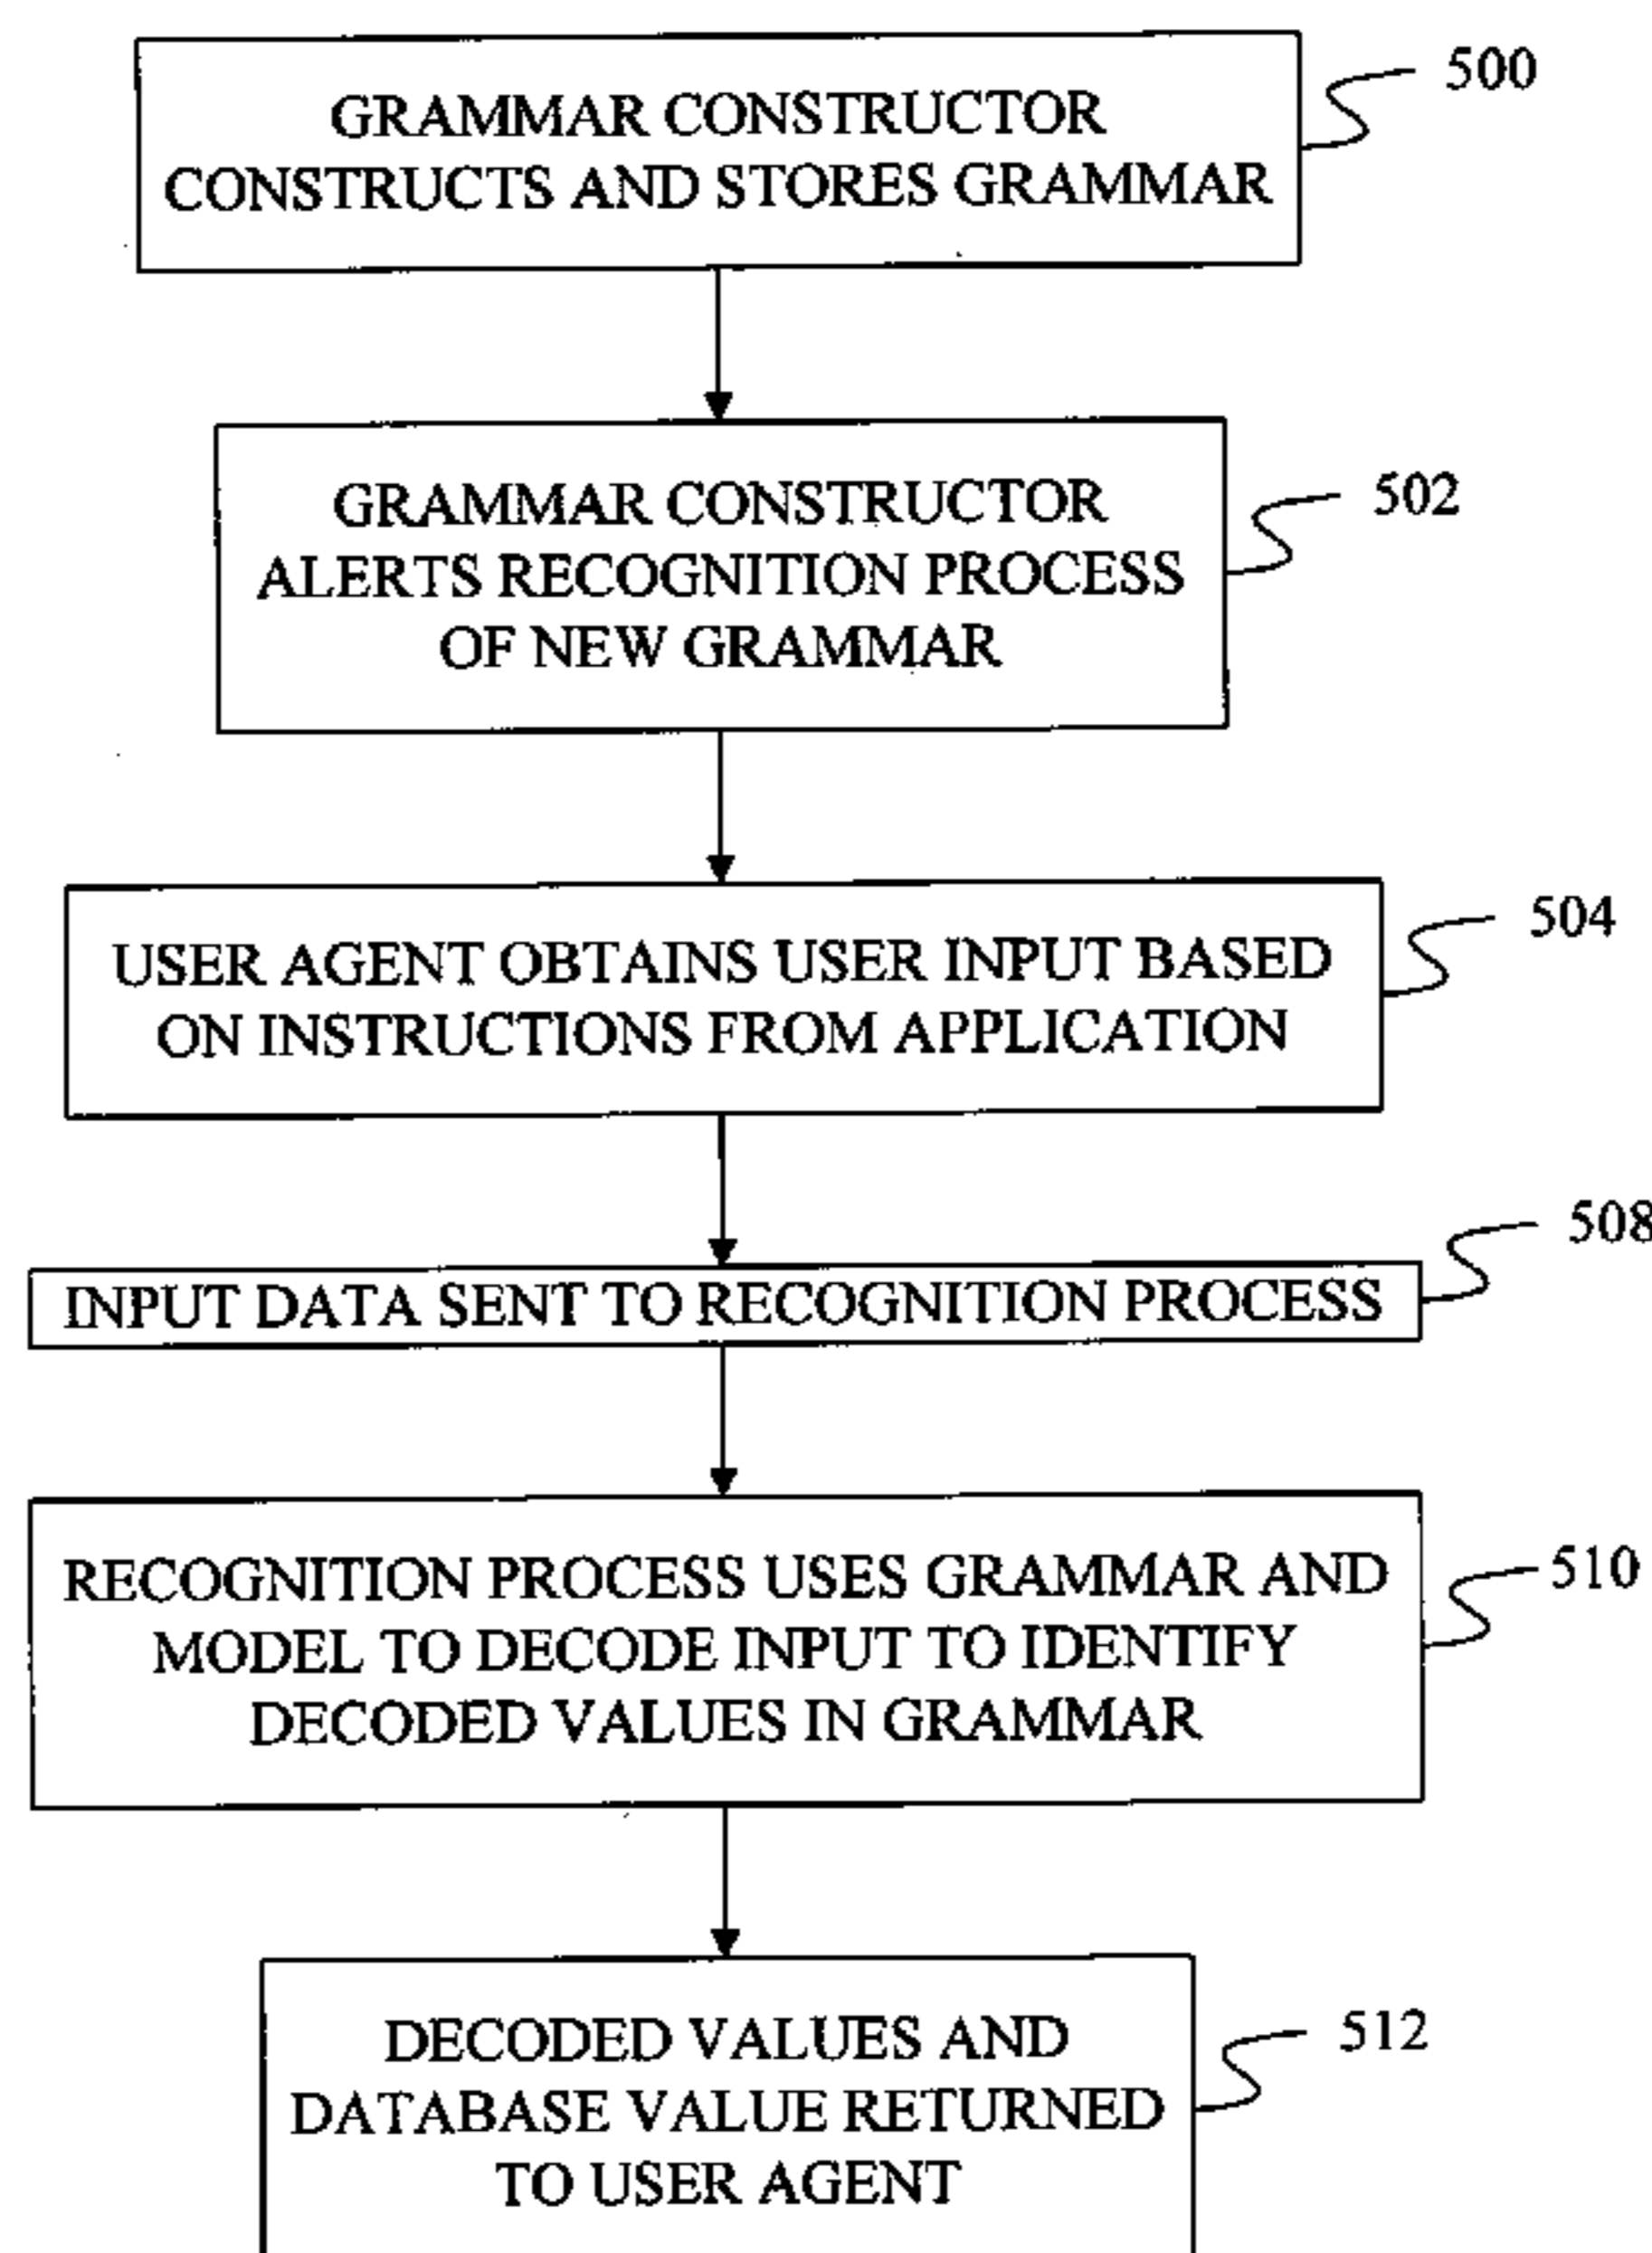 500
GRAMMAR CONSTRUCTOR
CONSTRUCTS AND STORES GRAMMAR
502
GRAMMAR CONSTRUCTOR
ALERTS RECOGNITION PROCESS
OF NEW GRAMMAR
504
USER AGENT OBTAINS USER INPUT BASED
ON INSTRUCTIONS FROM APPLICATION
508
INPUT DATA SENT TO RECOGNITION PROCESS
510
RECOGNITION PROCESS USES GRAMMAR AND
MODEL TO DECODE INPUT TO IDENTIFY
DECODED VALUES IN GRAMMAR
512
DECODED VALUES AND
DATABASE VALUE RETURNED
TO USER AGENT